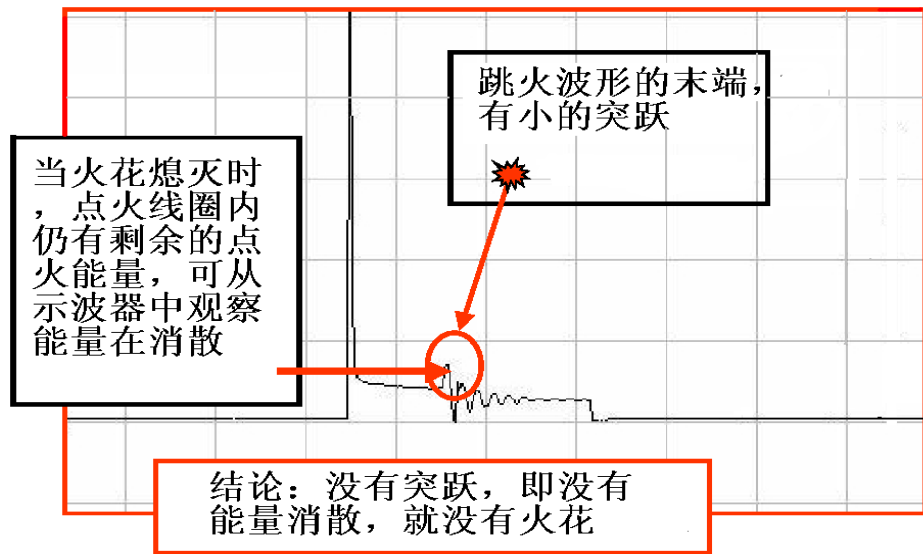 跳火波形的末端，
有小的突跃
当火花熄灭时
，点火线圈内
仍有剩余的点
火能量，可从
示波器中观察
能量在消散
结论：没有突跃，即没有
能量消散，就没有火花